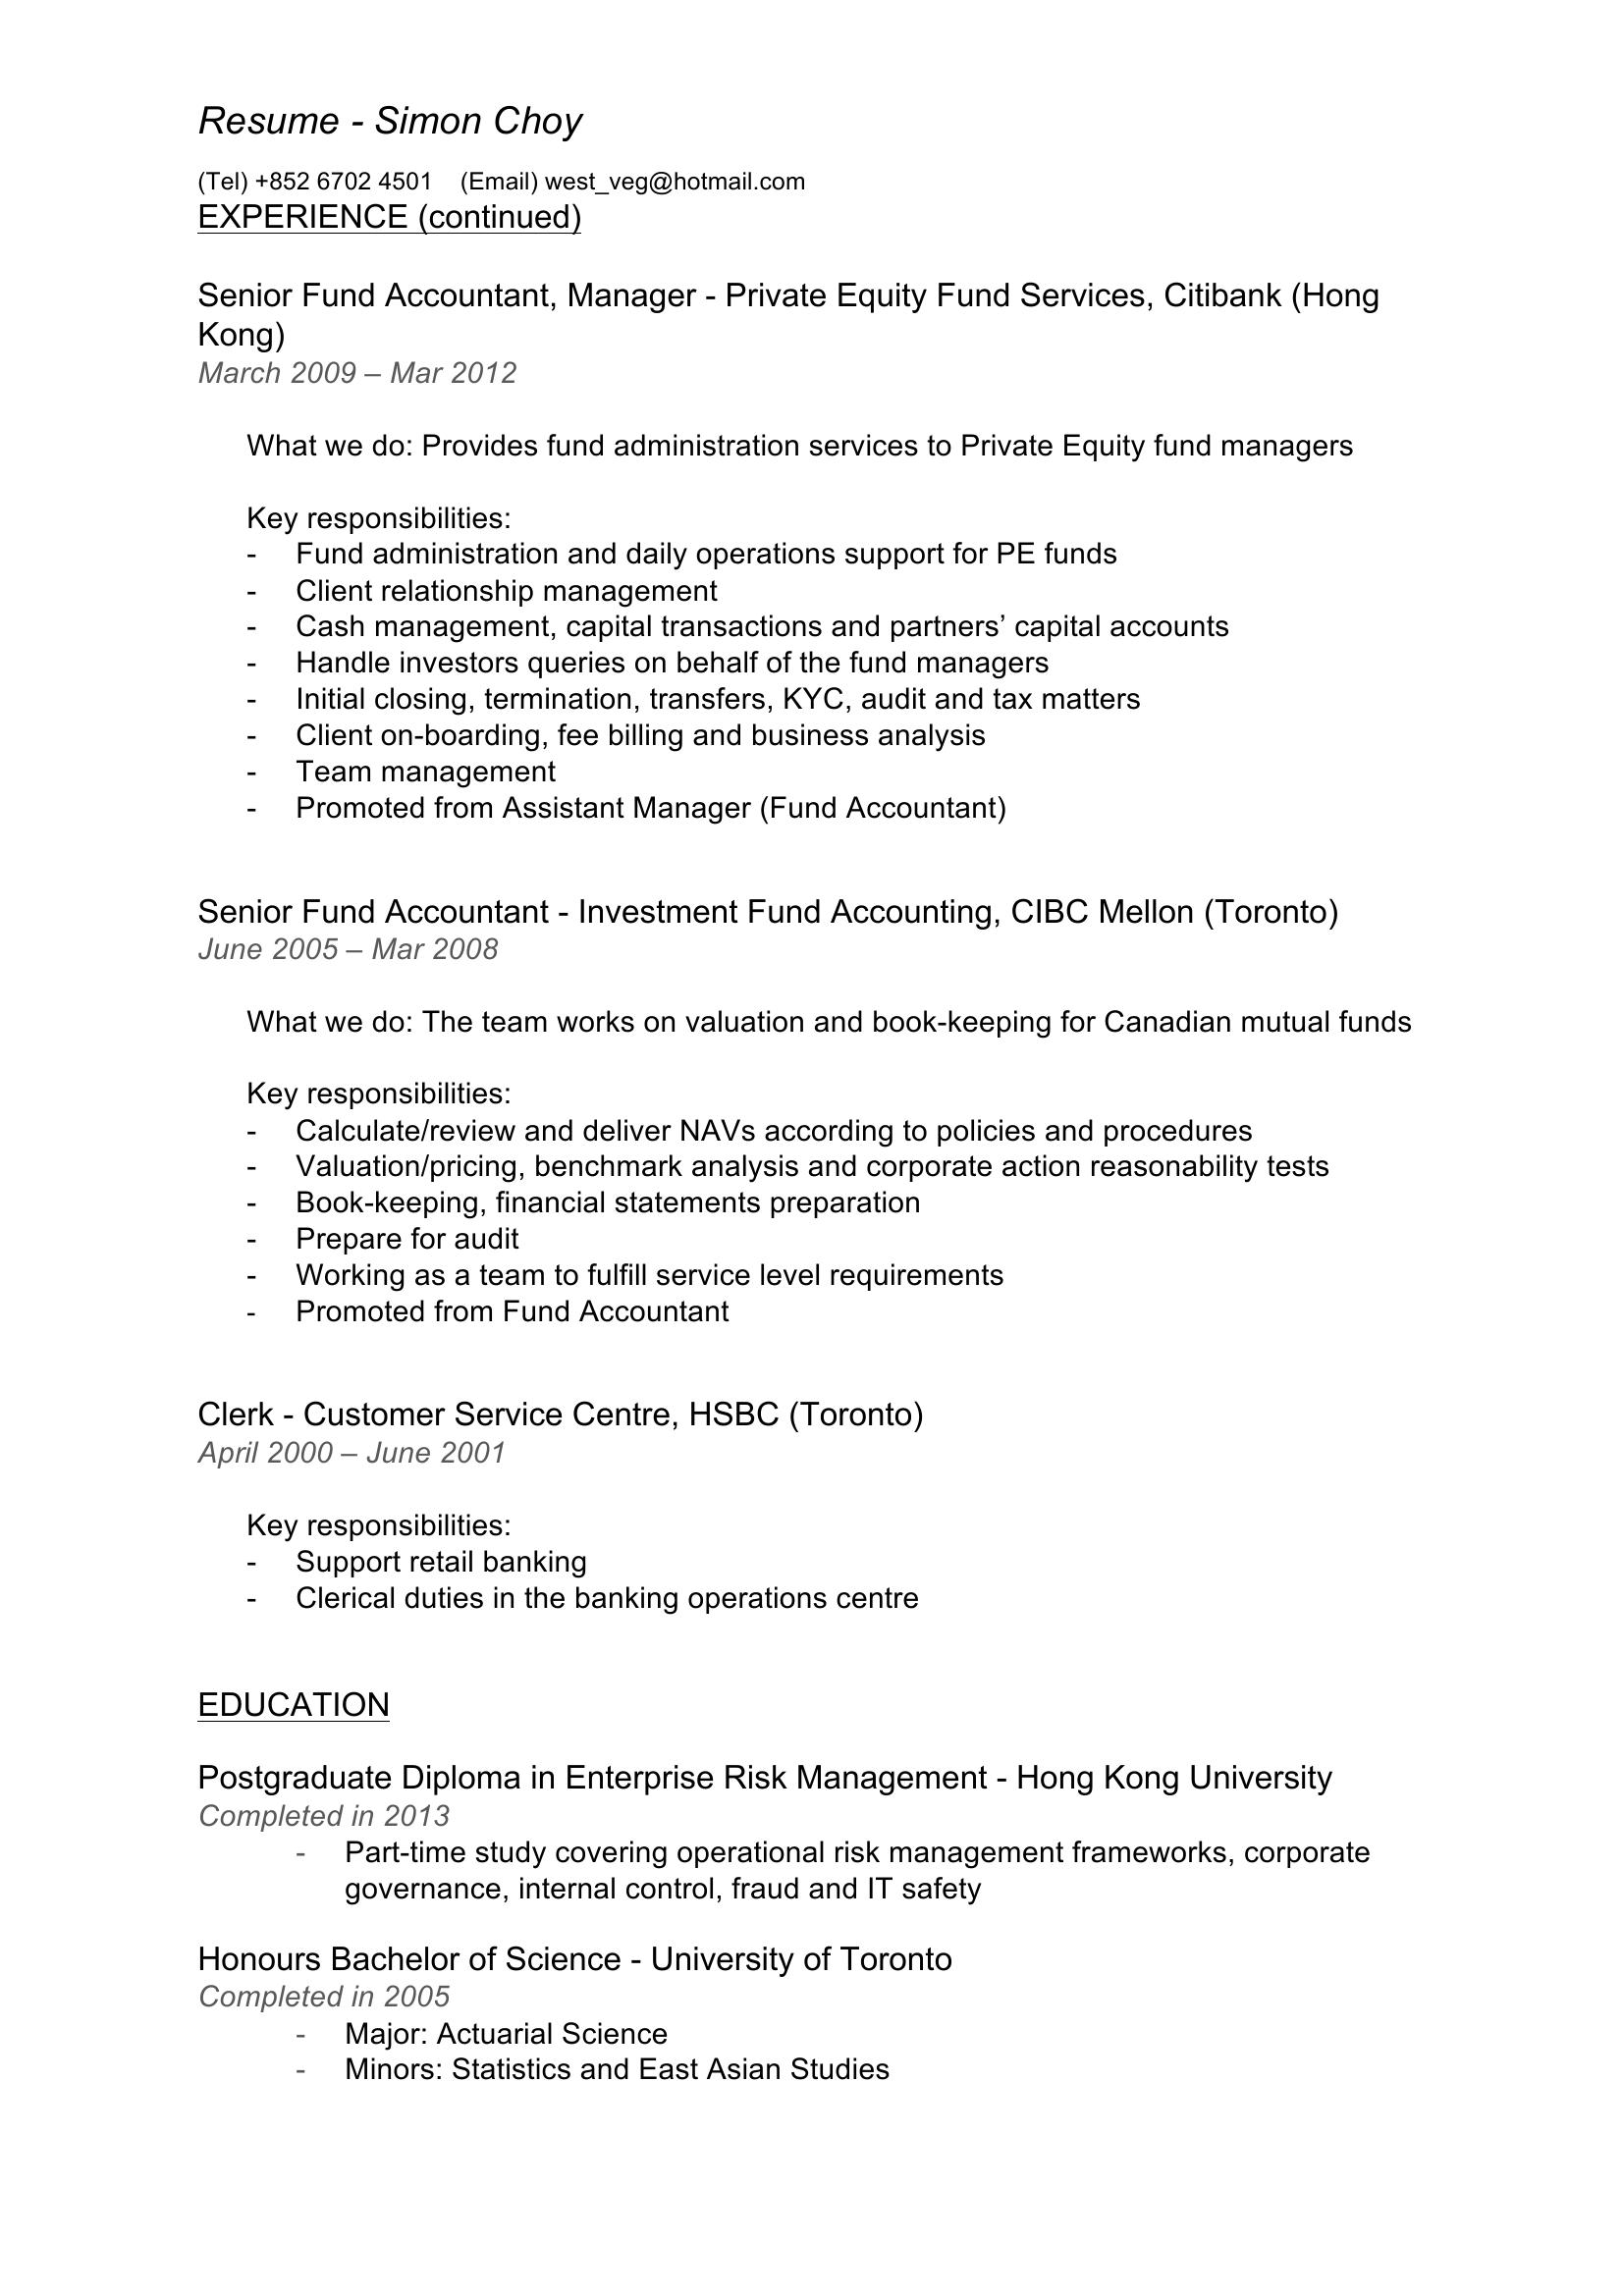 Resume - Simon Choy
(Tel) +852 6702 4501    (Email) west_veg@hotmail.com
EXPERIENCE (continued)
Senior Fund Accountant, Manager - Private Equity Fund Services, Citibank (Hong
Kong)
March 2009 – Mar 2012
What we do: Provides fund administration services to Private Equity fund managers
Key responsibilities:
- Fund administration and daily operations support for PE funds
- Client relationship management
- Cash management, capital transactions and partners’ capital accounts
- Handle investors queries on behalf of the fund managers
- Initial closing, termination, transfers, KYC, audit and tax matters
- Client on-boarding, fee billing and business analysis
- Team management
- Promoted from Assistant Manager (Fund Accountant)
Senior Fund Accountant - Investment Fund Accounting, CIBC Mellon (Toronto)
June 2005 – Mar 2008
What we do: The team works on valuation and book-keeping for Canadian mutual funds
Key responsibilities:
- Calculate/review and deliver NAVs according to policies and procedures
- Valuation/pricing, benchmark analysis and corporate action reasonability tests
- Book-keeping, financial statements preparation
- Prepare for audit
- Working as a team to fulfill service level requirements
- Promoted from Fund Accountant
Clerk - Customer Service Centre, HSBC (Toronto)
April 2000 – June 2001
Key responsibilities:
- Support retail banking
- Clerical duties in the banking operations centre
EDUCATION
Postgraduate Diploma in Enterprise Risk Management - Hong Kong University
Completed in 2013
- Part-time study covering operational risk management frameworks, corporate
governance, internal control, fraud and IT safety
Honours Bachelor of Science - University of Toronto
Completed in 2005
- Major: Actuarial Science
- Minors: Statistics and East Asian Studies